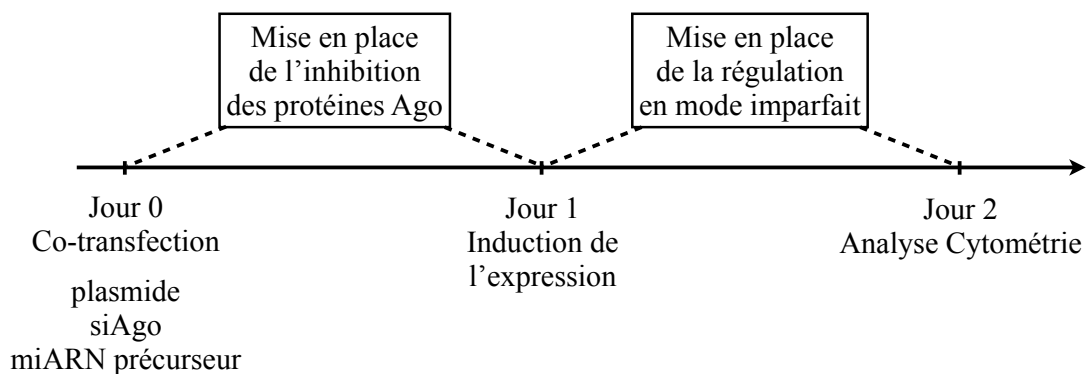 Mise en place
de l'inhibition
des protéines Ago
Mise en place
de la régulation
en mode imparfait
Jour 0
Co-transfection
plasmide
siAgo
miARN précurseur
Jour 1
Induction de
l'expression
Jour 2
Analyse Cytométrie